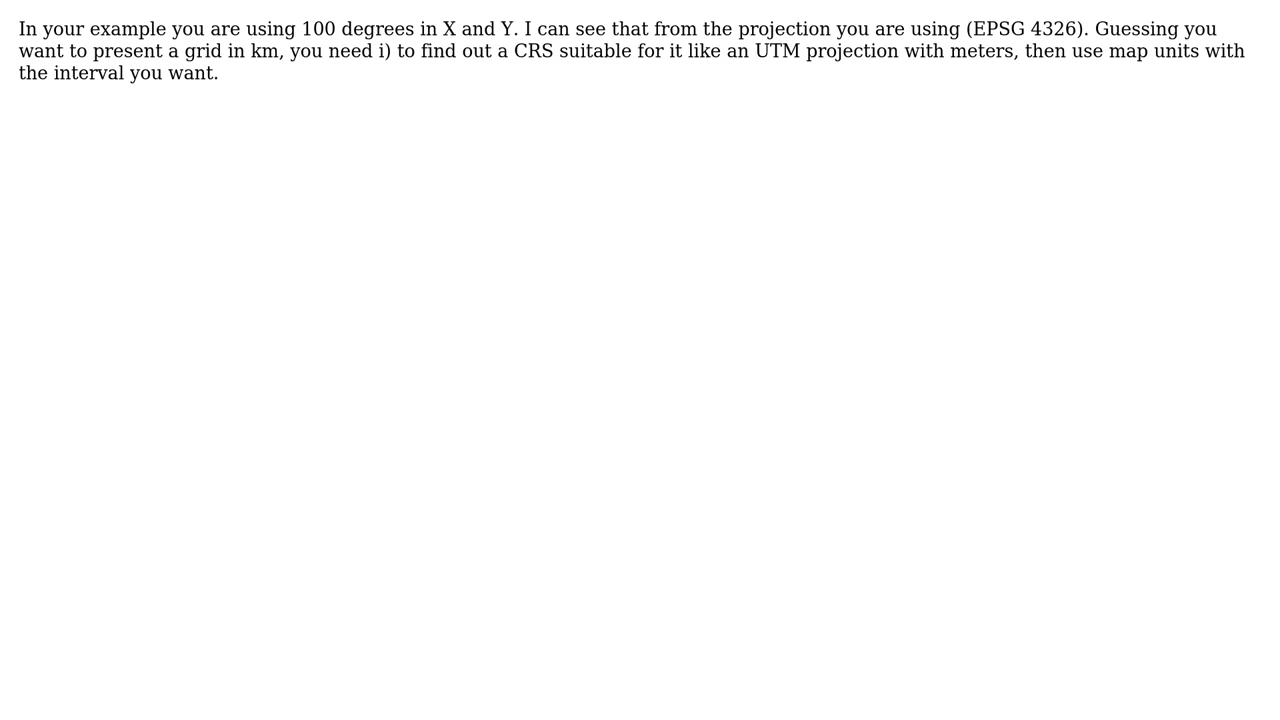 In your example you are using 100 degrees in X and Y. I can see that from the projection you are using (EPSG 4326). Guessing you
want to present a grid in km, you need i) to find out a CRS suitable for it like an UTM projection with meters, then use map units with
the interval you want.